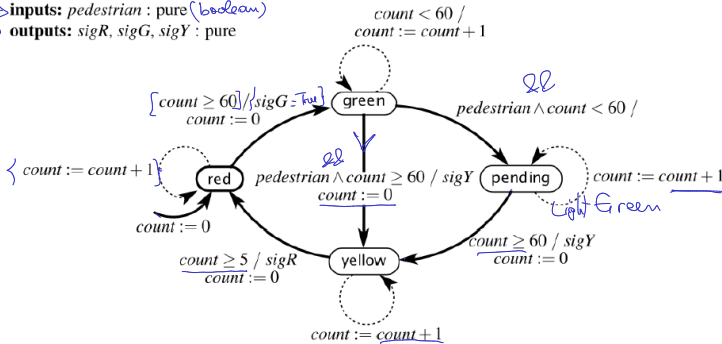 inputs: pedestrian : pure (boolean)
outputs: sigR, sigG, sigY : pure
count < 60 /
count := count + 1
&&
[count ≥ 60]/{sigG = True}
count := 0
green
pedestrian ∧ count < 60 /
&&
{ count := count + 1}
red
pedestrian ∧ count ≥ 60 / sigY
count := 0
pending
count := count + 1
Light Green
count := 0
count ≥ 5 / sigR
count := 0
yellow
count ≥ 60 / sigY
count := 0
count := count + 1